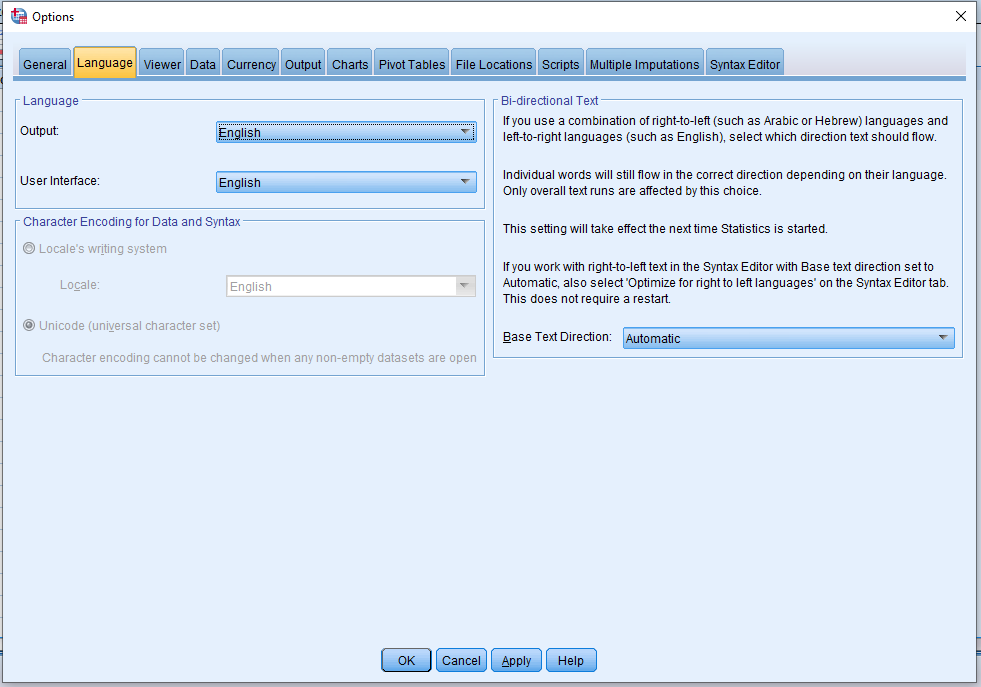 Options
General Language Viewer Data Currency Output Charts Pivot Tables File Locations Scripts Multiple Imputations Syntax Editor
Language
Output: English
User Interface: English
Character Encoding for Data and Syntax
Locale's writing system
Locale: English
Unicode (universal character set)
Character encoding cannot be changed when any non-empty datasets are open
Bi-directional Text
If you use a combination of right-to-left (such as Arabic or Hebrew) languages and
left-to-right languages (such as English), select which direction text should flow.
Individual words will still flow in the correct direction depending on their language.
Only overall text runs are affected by this choice.
This setting will take effect the next time Statistics is started.
If you work with right-to-left text in the Syntax Editor with Base text direction set to
Automatic, also select 'Optimize for right to left languages' on the Syntax Editor tab.
This does not require a restart.
Base Text Direction: Automatic
OK Cancel Apply Help